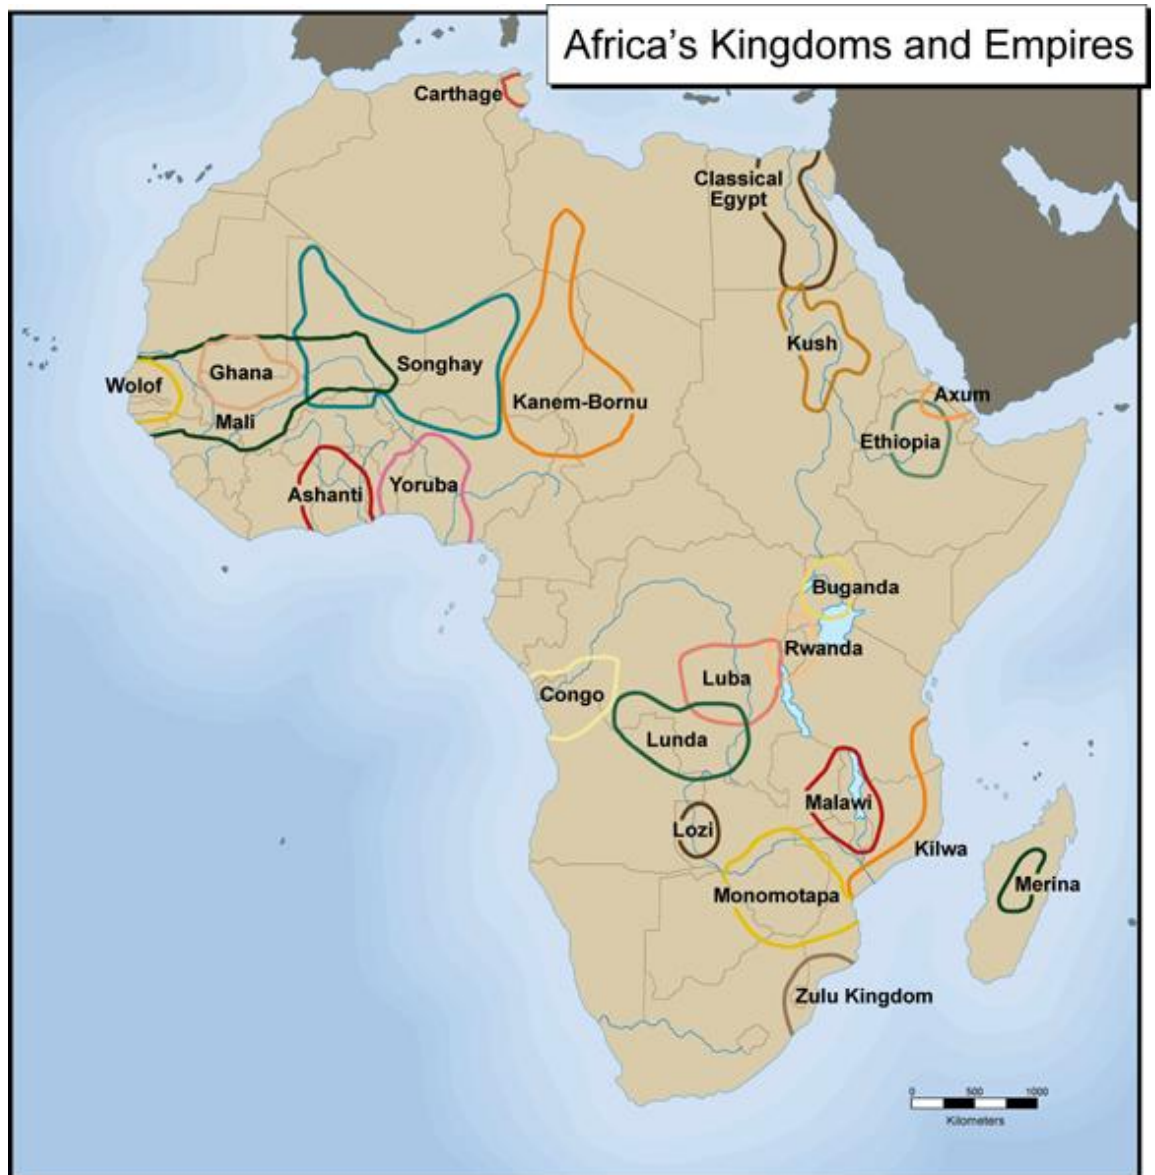 Africa's Kingdoms and Empires
Carthage
Classical
Egypt
Kush
Wolof
Ghana
Songhay
Mali
Kanem-Bornu
Axum
Ethiopia
Ashanti
Yoruba
Buganda
Rwanda
Congo
Luba
Lunda
Malawi
Lozi
Kilwa
Monomotapa
Merina
Zulu Kingdom
0 500 1000
Kilometers